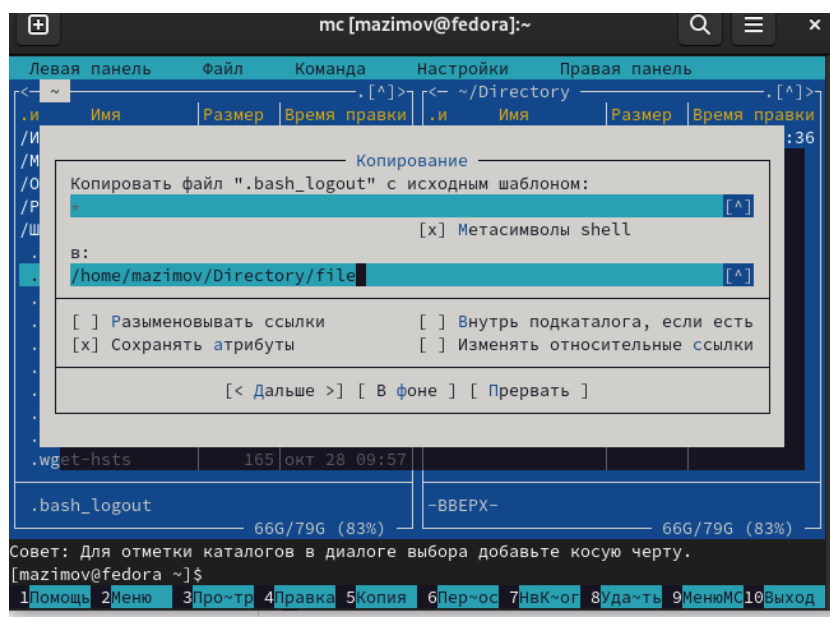 mc [mazimov@fedora]:~
Левая панель Файл Команда Настройки Правая панель
<— ~ .[^]> <— ~/Directory .[^]>
.и Имя Размер Время правки .и Имя Размер Время правки
/И :36
/М
/О
/Р
/Ш
Копирование
Копировать файл ".bash_logout" с исходным шаблоном:
* [^]
[x] Метасимволы shell
в:
/home/mazimov/Directory/file [^]
[ ] Разыменовывать ссылки [ ] Внутрь подкаталога, если есть
[x] Сохранять атрибуты [ ] Изменять относительные ссылки
[< Дальше >] [ В фоне ] [ Прервать ]
.wget-hsts 165 окт 28 09:57
.bash_logout -ВВЕРХ-
66G/79G (83%) 66G/79G (83%)
Совет: Для отметки каталогов в диалоге выбора добавьте косую черту.
[mazimov@fedora ~]$
1Помощь 2Меню 3Про~тр 4Правка 5Копия 6Пер~ос 7НвК~ог 8Уда~ть 9МенюМС10Выход